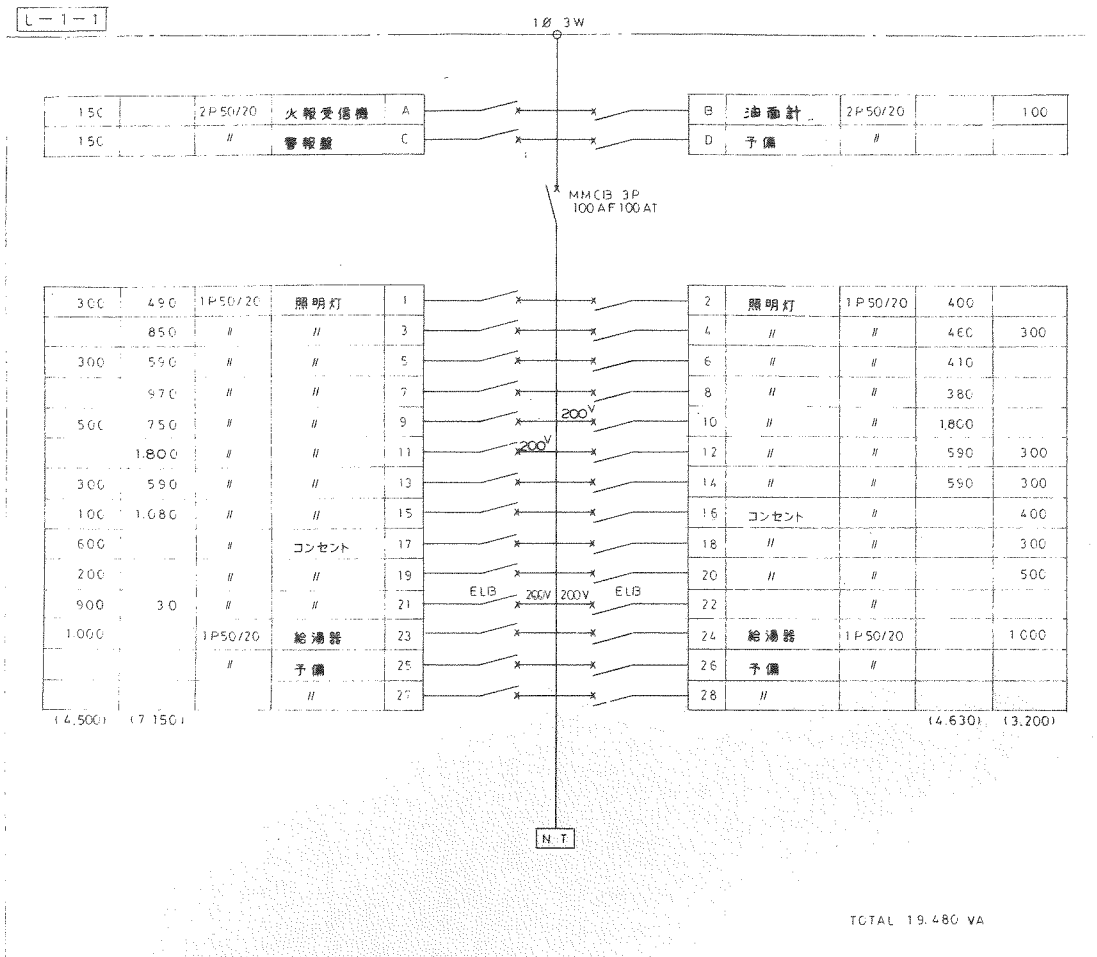 L-1-1
1Ø 3W
150 2P50/20 火報受信機 A B 油面計 2P50/20 100
150 〃 警報盤 C D 予備 〃
MMCB 3P
100AF100AT
300 490 1P50/20 照明灯 1 2 照明灯 1P50/20 400
850 〃 〃 3 4 〃 〃 460 300
300 590 〃 〃 5 6 〃 〃 410
970 〃 〃 7 8 〃 〃 380
500 750 〃 〃 9 200V 10 〃 〃 1,800
1,800 〃 〃 11 200V 12 〃 〃 590 300
300 590 〃 〃 13 14 〃 〃 590 300
100 1,080 〃 〃 15 16 コンセント 〃 400
600 〃 コンセント 17 18 〃 〃 300
200 〃 〃 19 20 〃 〃 500
900 30 〃 〃 21 ELB 200V 200V ELB 22 〃
1,000 1P50/20 給湯器 23 24 給湯器 1P50/20 1,000
〃 予備 25 26 予備 〃
〃 27 28 〃
(4,500) (7,150) (4,630) (3,200)
N T
TOTAL 19,480 VA